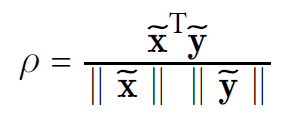 ρ = x̃ᵀỹ / ‖ x̃ ‖ ‖ ỹ ‖